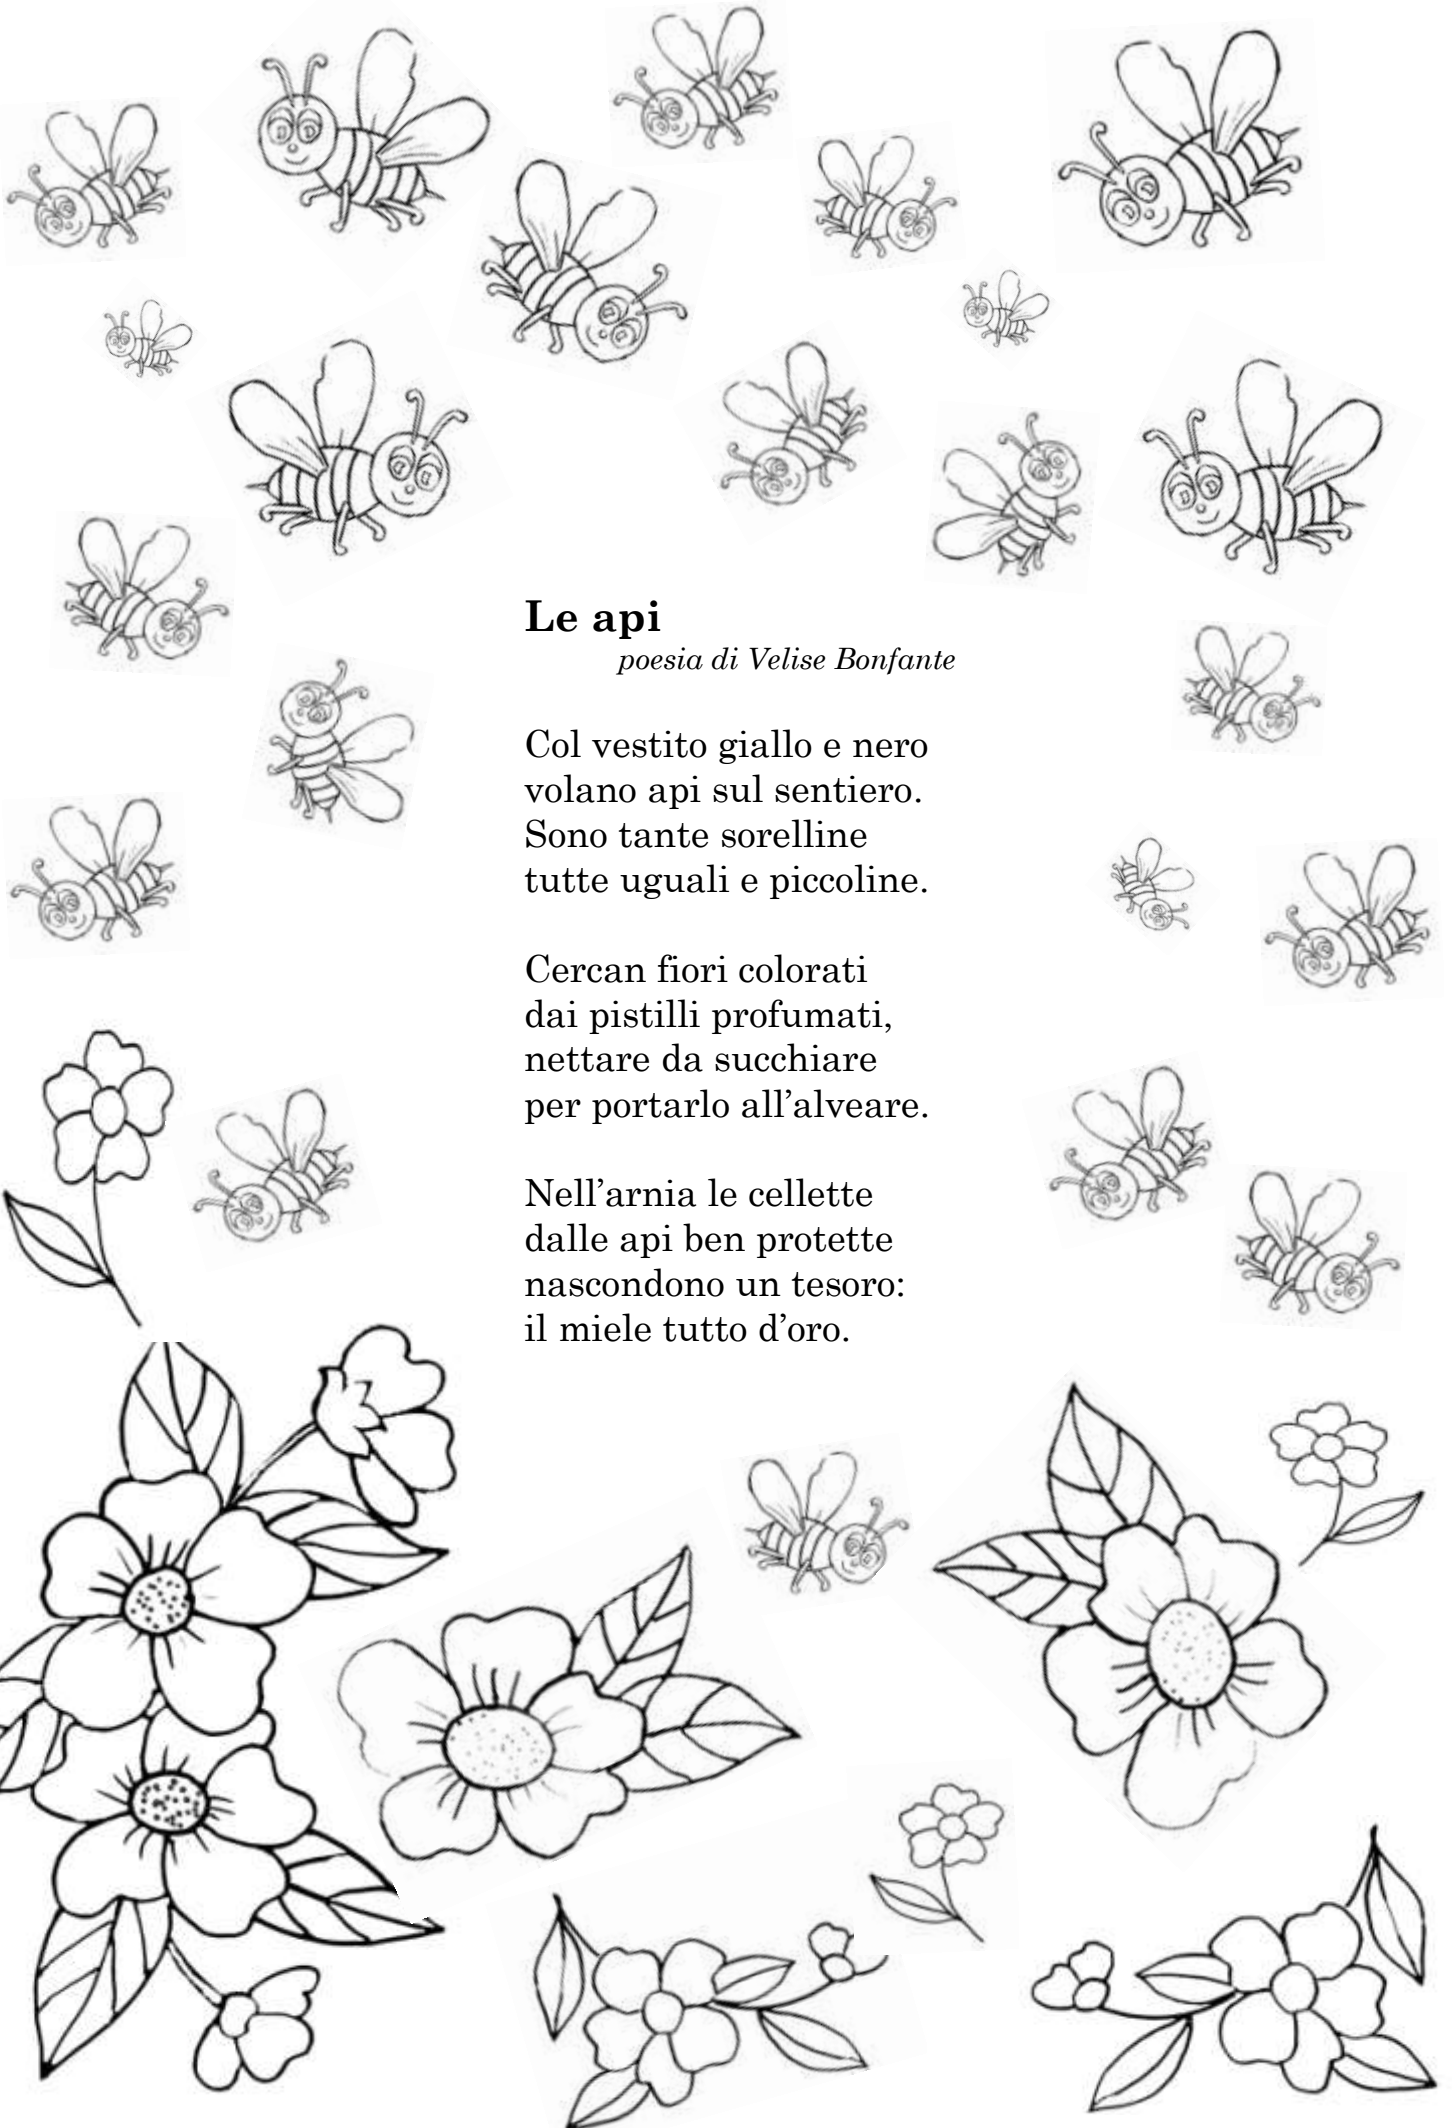 Le api
poesia di Velise Bonfante
Col vestito giallo e nero
volano api sul sentiero.
Sono tante sorelline
tutte uguali e piccoline.
Cercan fiori colorati
dai pistilli profumati,
nettare da succhiare
per portarlo all’alveare.
Nell’arnia le cellette
dalle api ben protette
nascondono un tesoro:
il miele tutto d’oro.